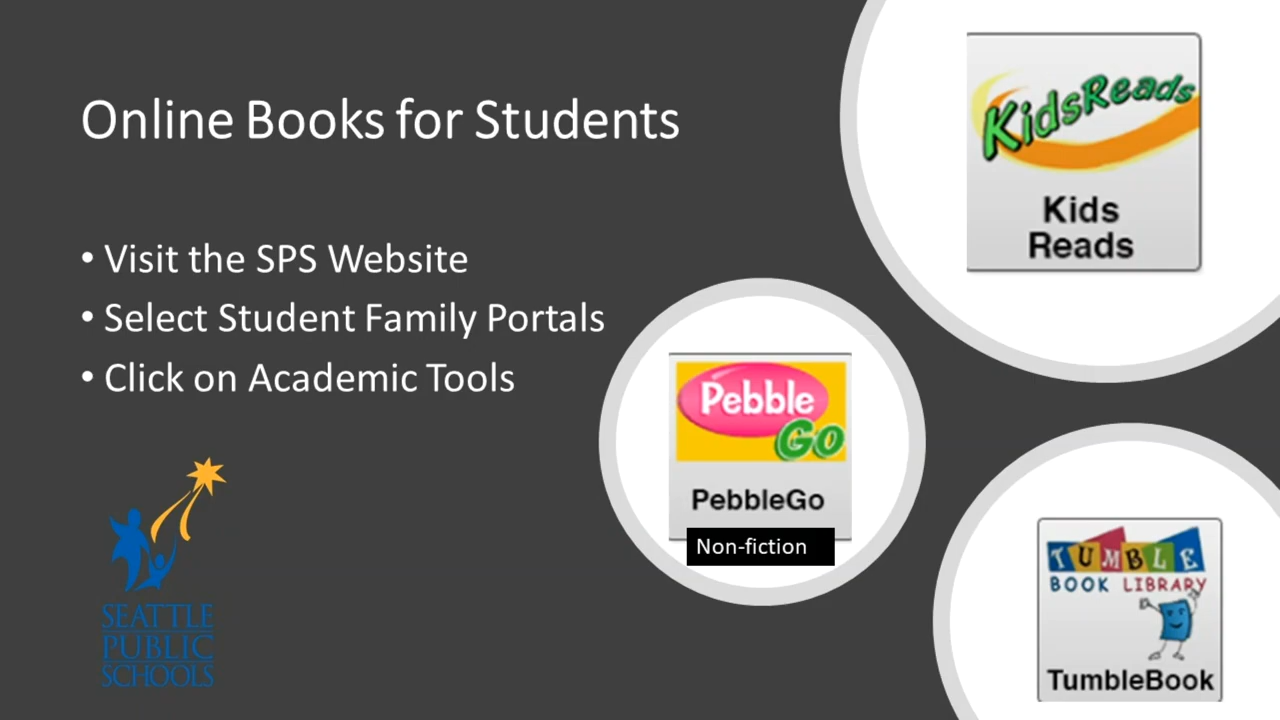 Online Books for Students
• Visit the SPS Website
• Select Student Family Portals
• Click on Academic Tools
SEATTLE
PUBLIC
SCHOOLS
KidsReads
Kids
Reads
Pebble
Go
PebbleGo
Non-fiction
TUMBLE
BOOK LIBRARY
TumbleBook